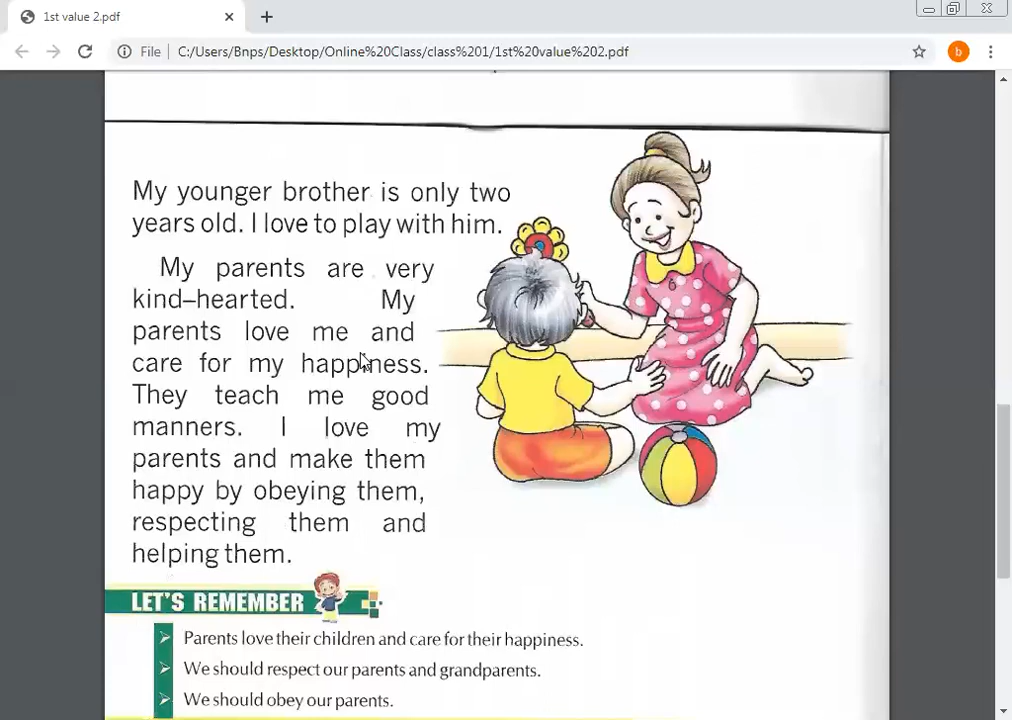 1st value 2.pdf
File
C:/Users/Bnps/Desktop/Online%20Class/class%201/1st%20value%202.pdf
b
My younger brother is only two
years old. I love to play with him.
My parents are very
kind–hearted. My
parents love me and
care for my happiness.
They teach me good
manners. I love my
parents and make them
happy by obeying them,
respecting them and
helping them.
LET'S REMEMBER
Parents love their children and care for their happiness.
We should respect our parents and grandparents.
We should obey our parents.